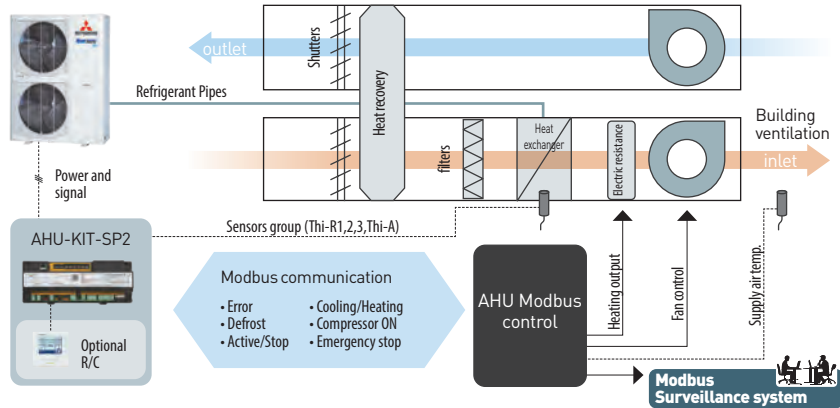 outlet
Shutters
Heat recovery
Refrigerant Pipes
filters
Heat
exchanger
Electric resistance
Building
ventilation
inlet
Power and
signal
Sensors group (Thi-R1,2,3,Thi-A)
AHU-KIT-SP2
Optional
R/C
Modbus communication
• Error
• Defrost
• Active/Stop
• Cooling/Heating
• Compressor ON
• Emergency stop
AHU Modbus
control
Heating output
Fan control
Supply air temp.
Modbus
Surveillance system